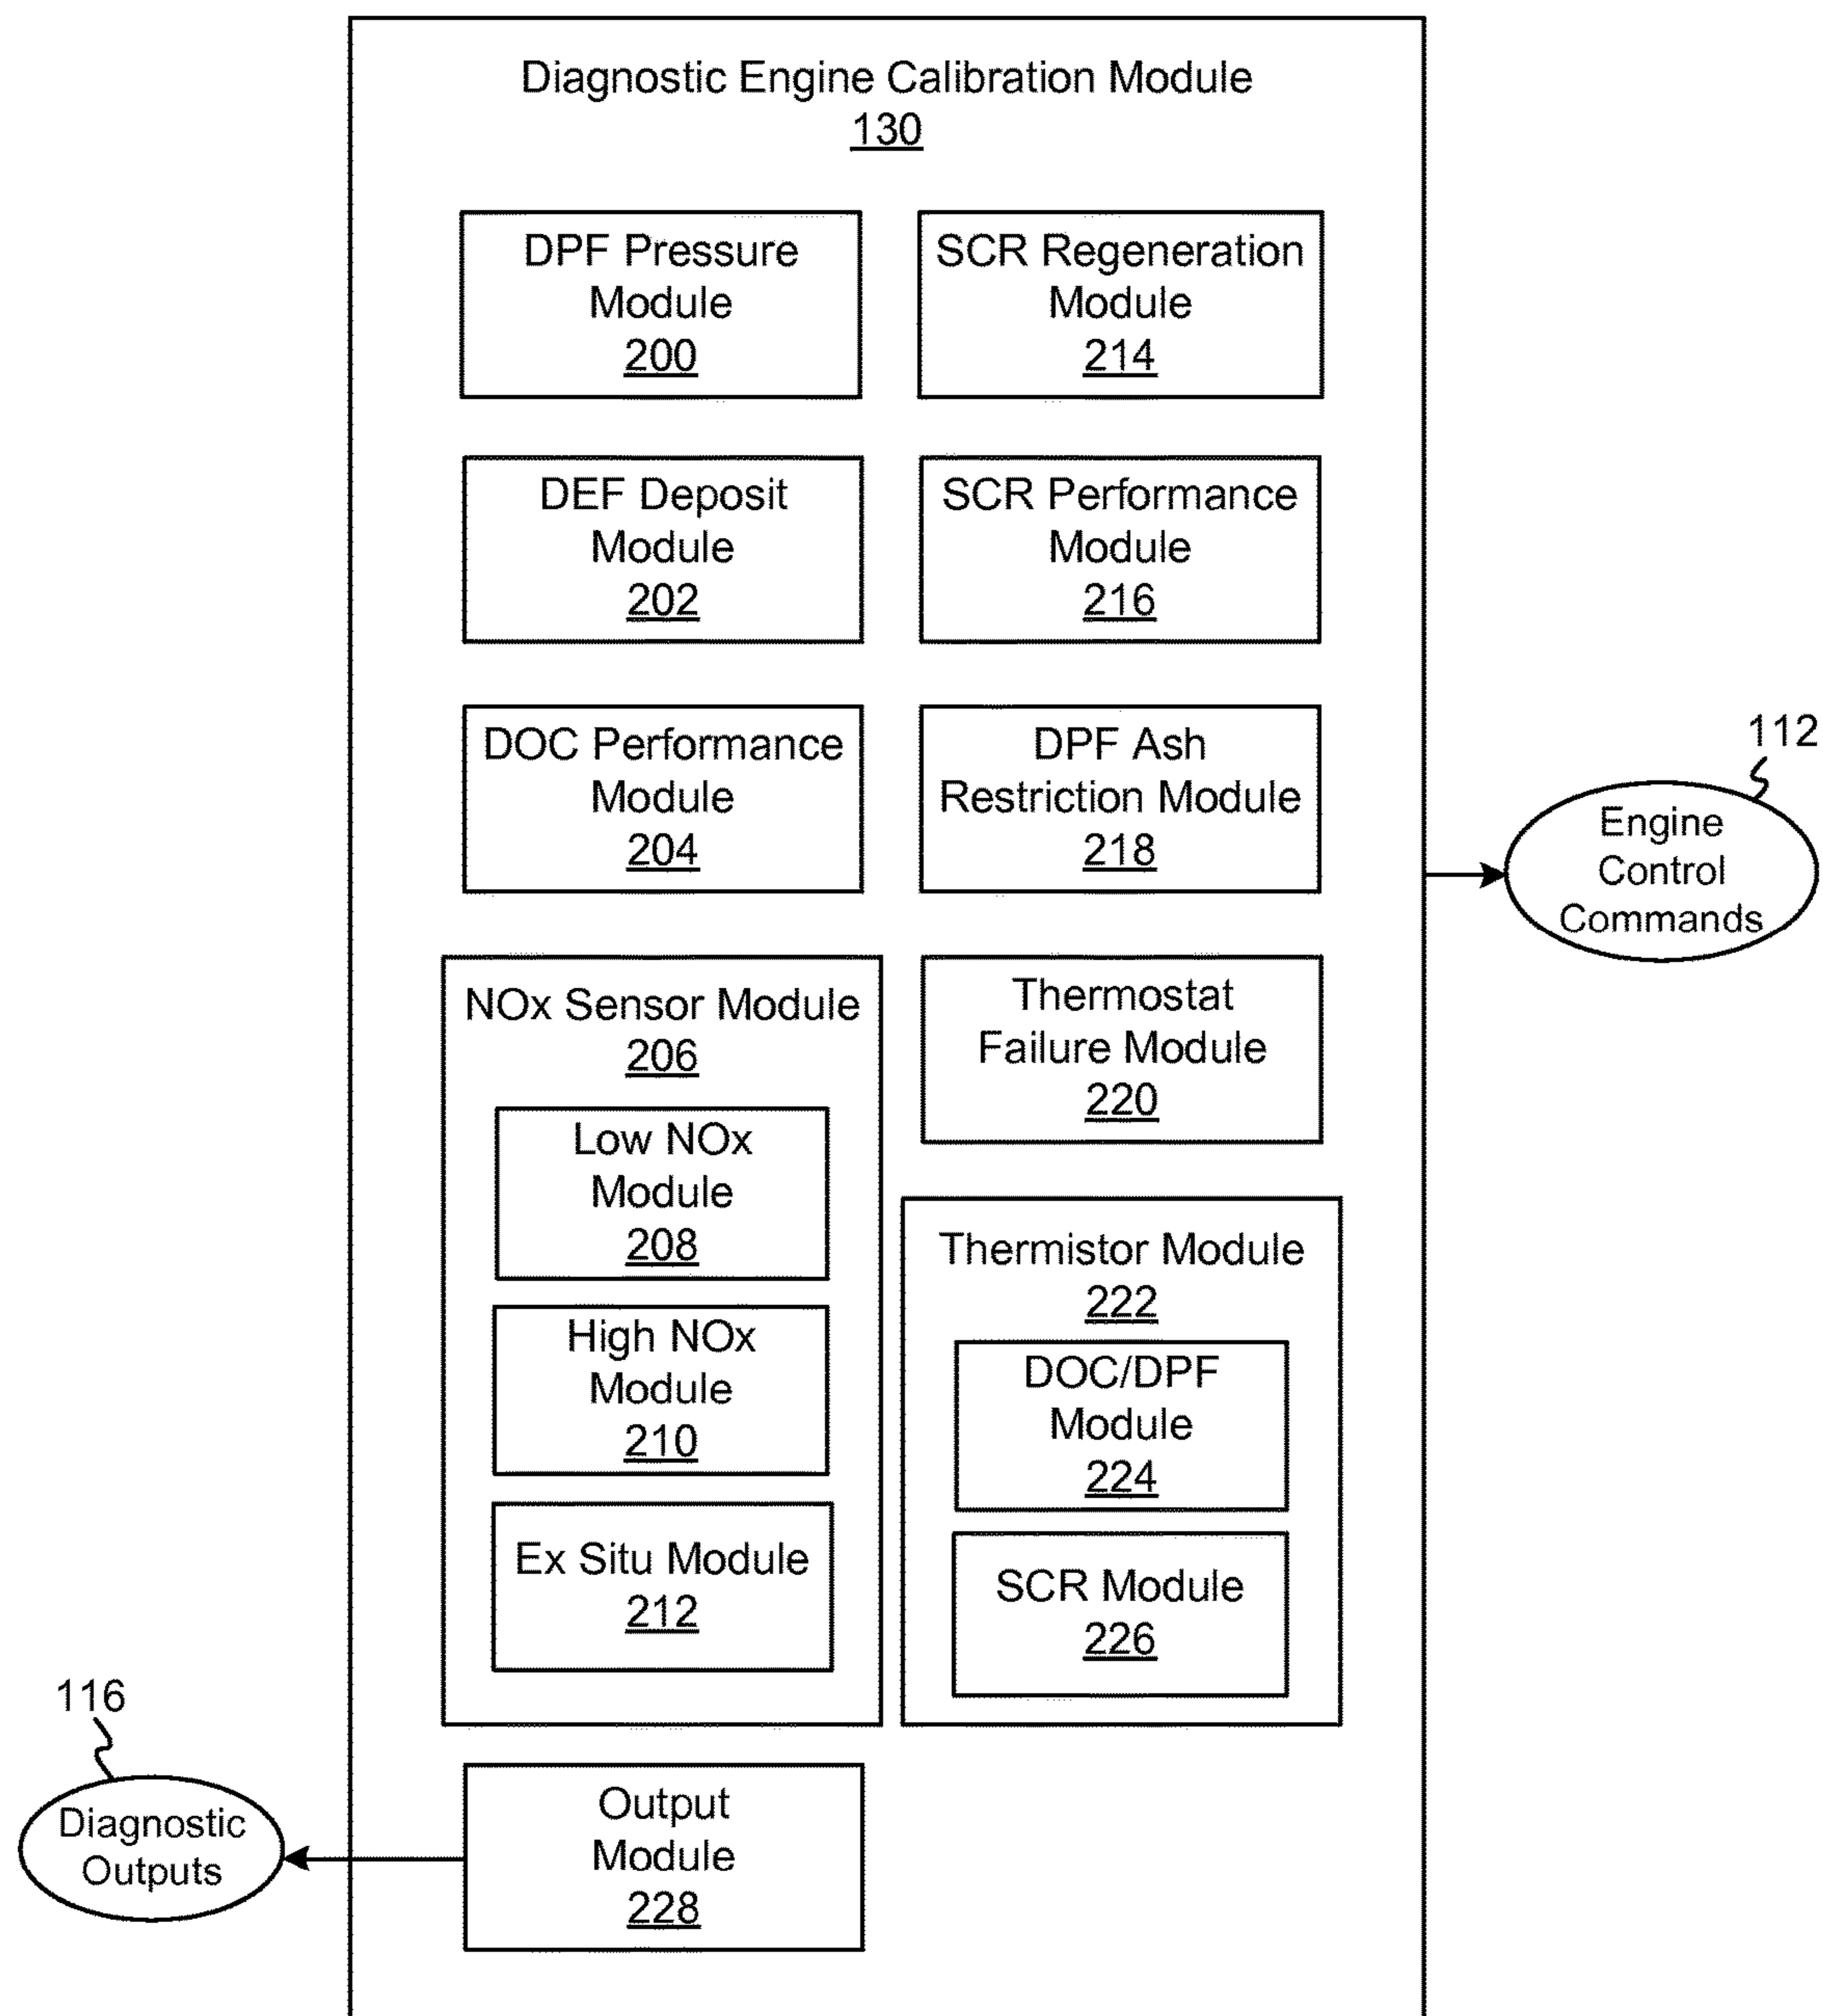 Diagnostic Engine Calibration Module
130
DPF Pressure
Module
200
SCR Regeneration
Module
214
DEF Deposit
Module
202
SCR Performance
Module
216
DOC Performance
Module
204
DPF Ash
Restriction Module
218
112
Engine
Control
Commands
NOx Sensor Module
206
Low NOx
Module
208
High NOx
Module
210
Ex Situ Module
212
Thermostat
Failure Module
220
Thermistor Module
222
DOC/DPF
Module
224
SCR Module
226
116
Diagnostic
Outputs
Output
Module
228